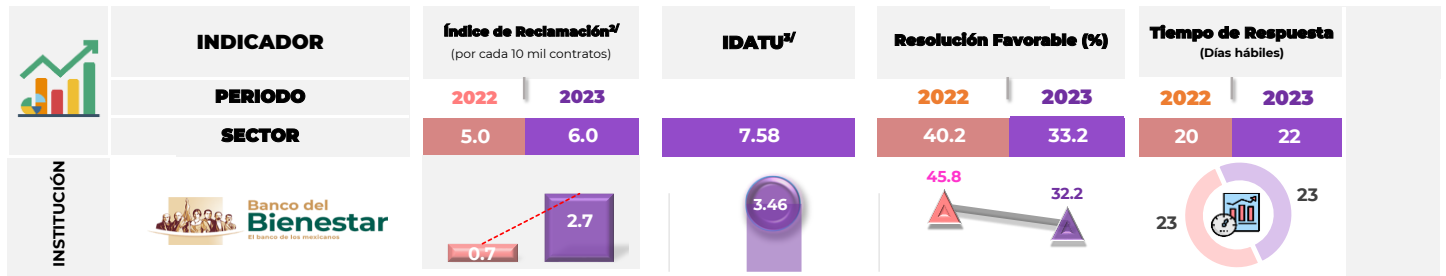 INDICADOR
Índice de Reclamación²/
(por cada 10 mil contratos)
IDATU³/
Resolución Favorable (%)
Tiempo de Respuesta
(Días hábiles)
PERIODO
2022
2023
2022
2023
2022
2023
SECTOR
5.0
6.0
7.58
40.2
33.2
20
22
INSTITUCIÓN
Banco del
Bienestar
El banco de los mexicanos
0.7
2.7
3.46
45.8
32.2
23
23